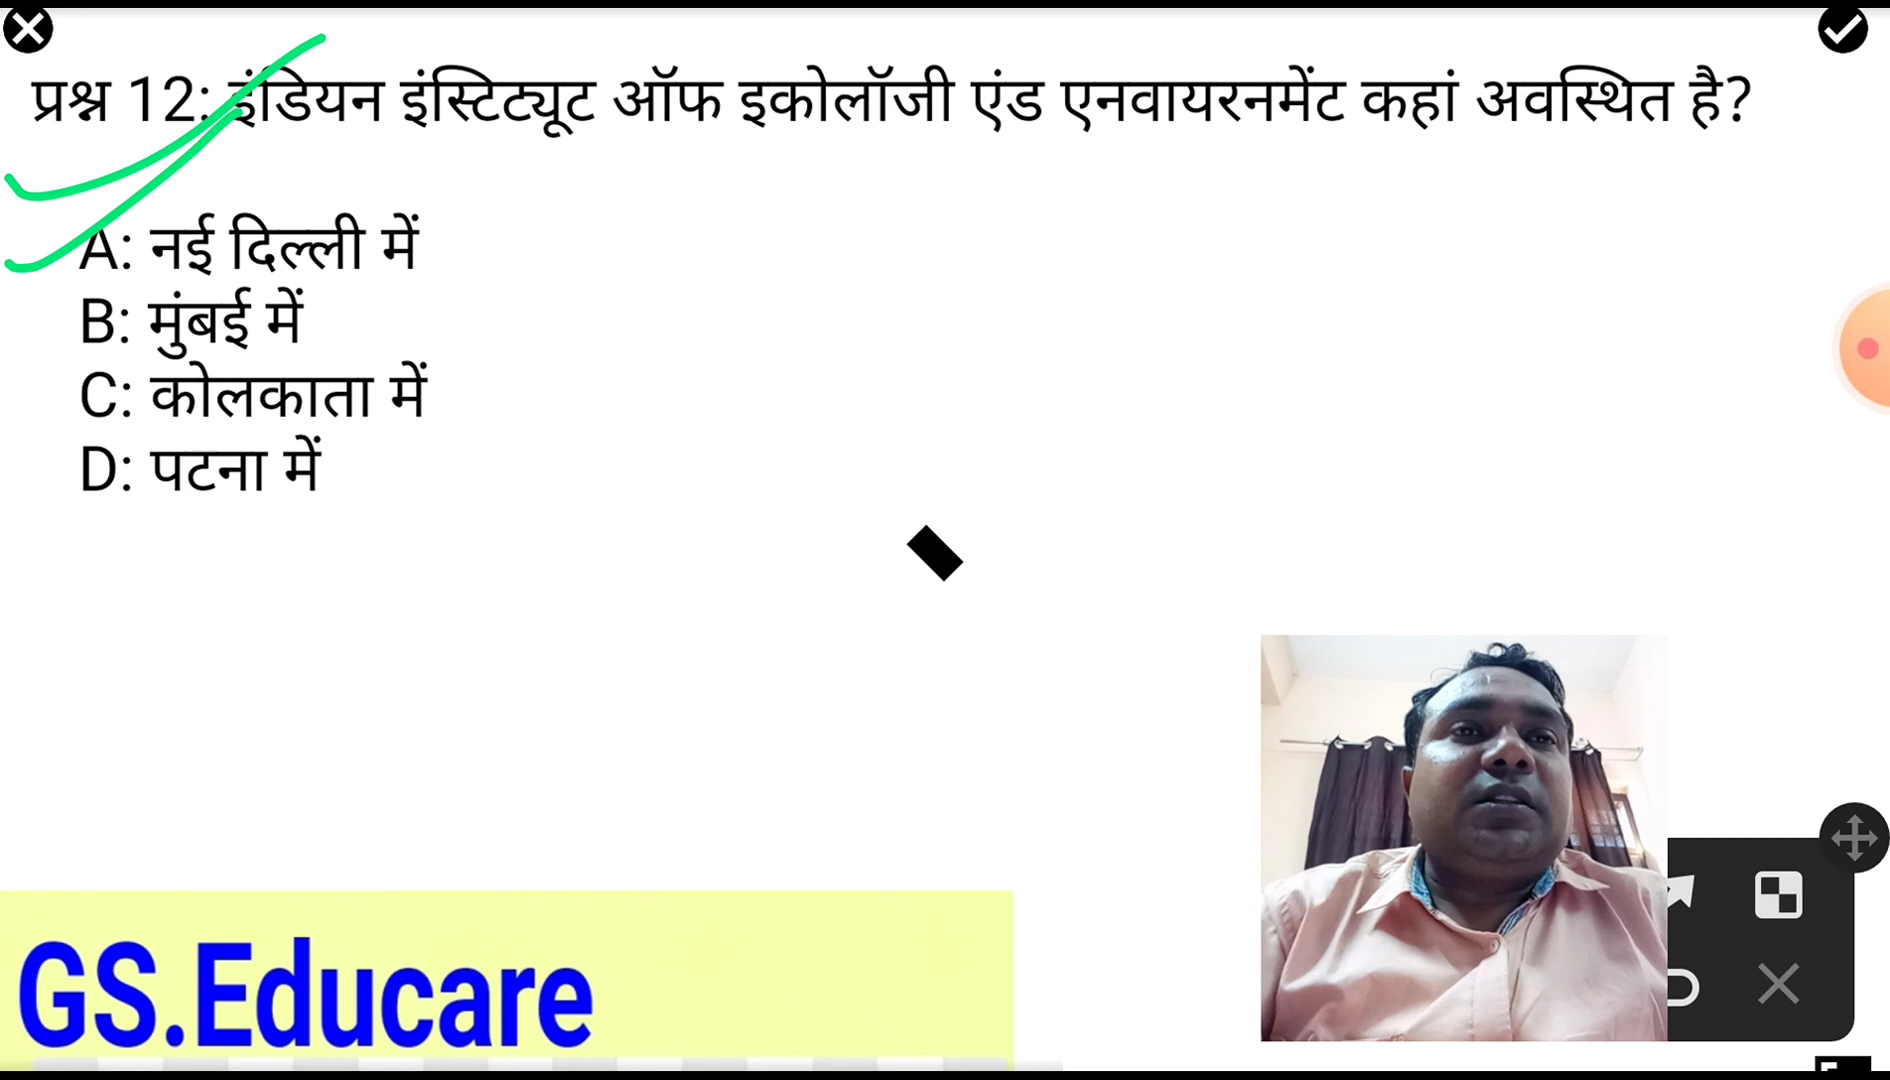 प्रश्न 12: इंडियन इंस्टिट्यूट ऑफ इकोलॉजी एंड एनवायरनमेंट कहां अवस्थित है?
A: नई दिल्ली में
B: मुंबई में
C: कोलकाता में
D: पटना में
GS.Educare